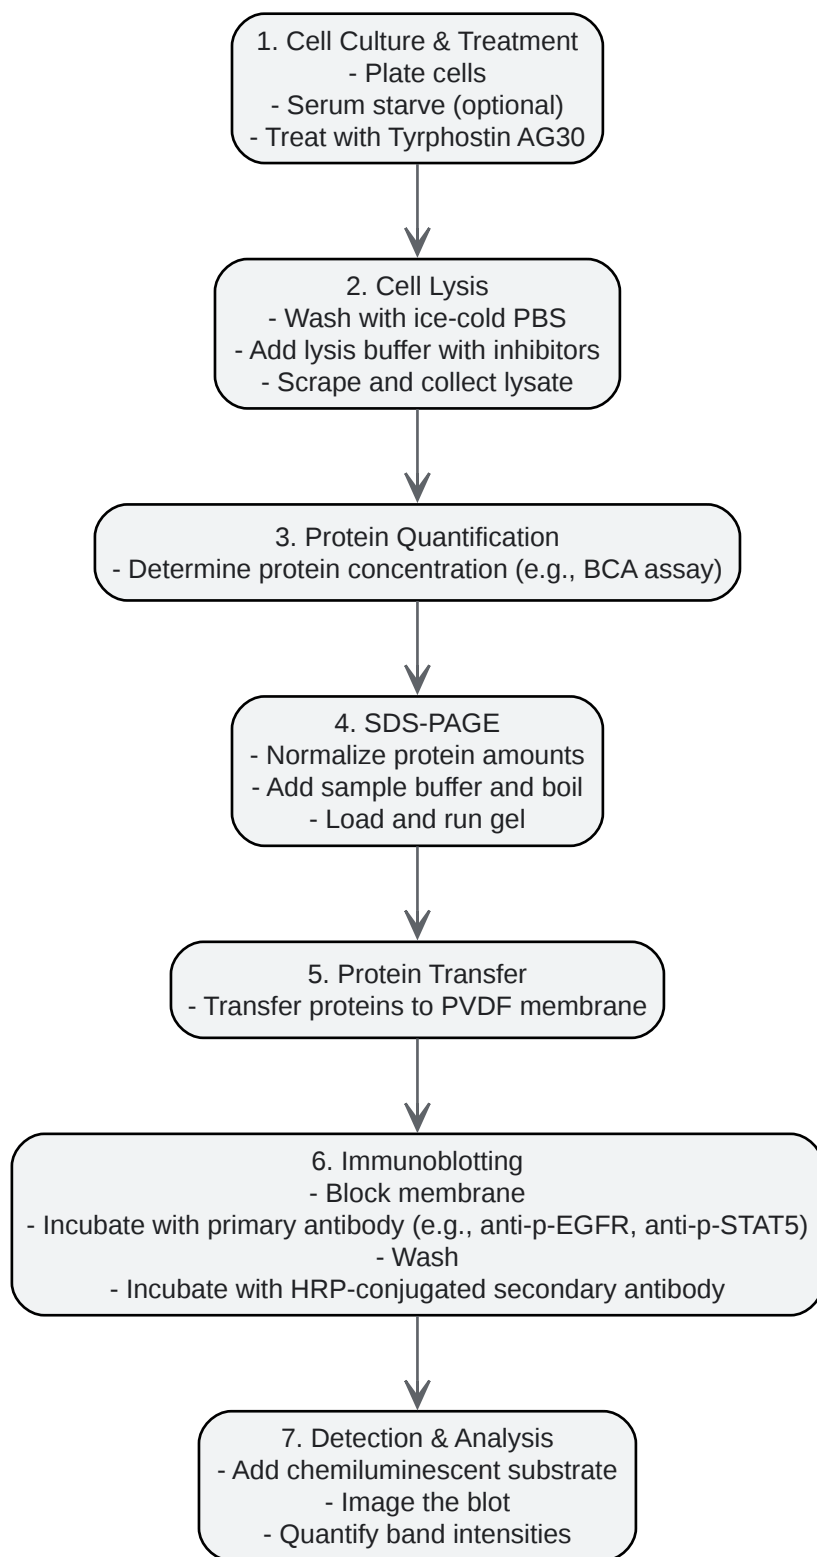 1. Cell Culture & Treatment
- Plate cells
- Serum starve (optional)
- Treat with Tyrphostin AG30
2. Cell Lysis
- Wash with ice-cold PBS
- Add lysis buffer with inhibitors
- Scrape and collect lysate
3. Protein Quantification
- Determine protein concentration (e.g., BCA assay)
4. SDS-PAGE
- Normalize protein amounts
- Add sample buffer and boil
- Load and run gel
5. Protein Transfer
- Transfer proteins to PVDF membrane
6. Immunoblotting
- Block membrane
- Incubate with primary antibody (e.g., anti-p-EGFR, anti-p-STAT5)
- Wash
- Incubate with HRP-conjugated secondary antibody
7. Detection & Analysis
- Add chemiluminescent substrate
- Image the blot
- Quantify band intensities